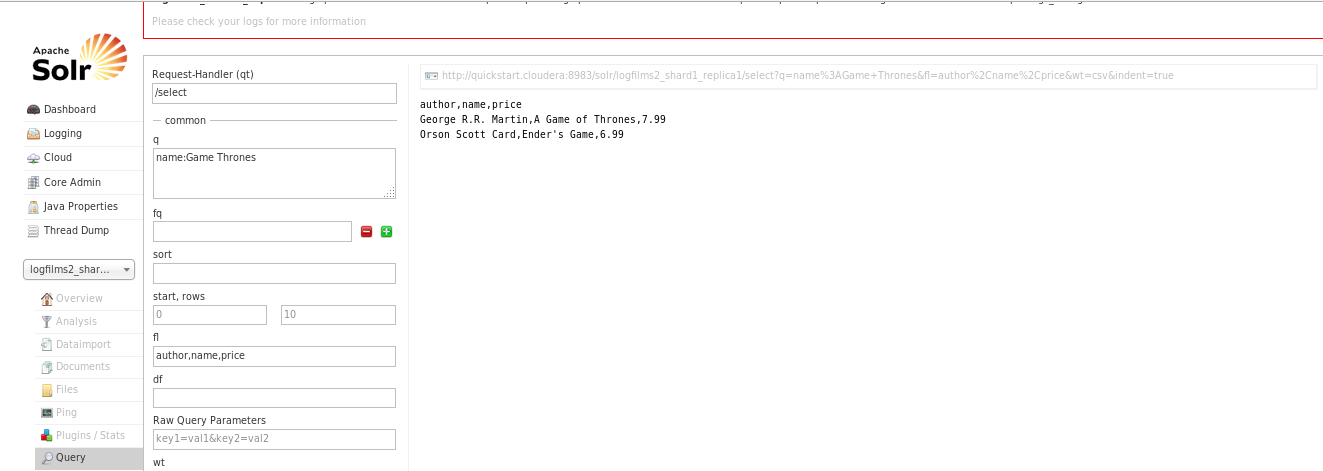 Please check your logs for more information
Apache
Solr
Dashboard
Logging
Cloud
Core Admin
Java Properties
Thread Dump
logfilms2_shar...
Overview
Analysis
Dataimport
Documents
Files
Ping
Plugins / Stats
Query
Request-Handler (qt)
/select
common
q
name:Game Thrones
fq
sort
start, rows
0 10
fl
author,name,price
df
Raw Query Parameters
key1=val1&key2=val2
wt
http://quickstart.cloudera:8983/solr/logfilms2_shard1_replica1/select?q=name%3AGame+Thrones&fl=author%2Cname%2Cprice&wt=csv&indent=true
author,name,price
George R.R. Martin,A Game of Thrones,7.99
Orson Scott Card,Ender's Game,6.99